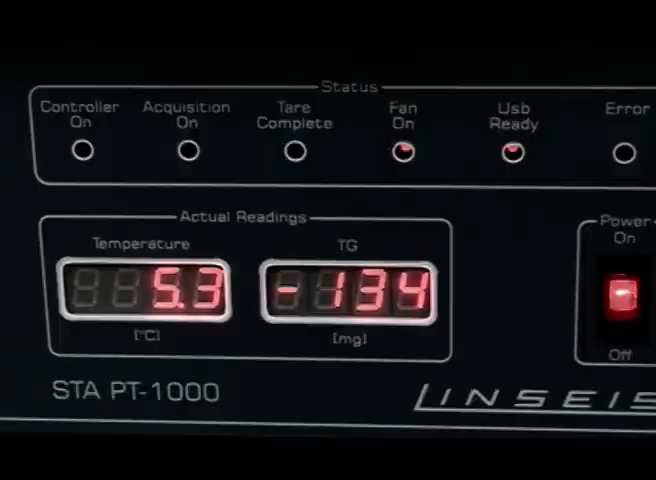 Status
Controller On
Acquisition On
Tare Complete
Fan On
Usb Ready
Error
Actual Readings
Temperature
TG
5.3
-134
[°C]
[mg]
Power
On
Off
STA PT-1000
LINSEIS